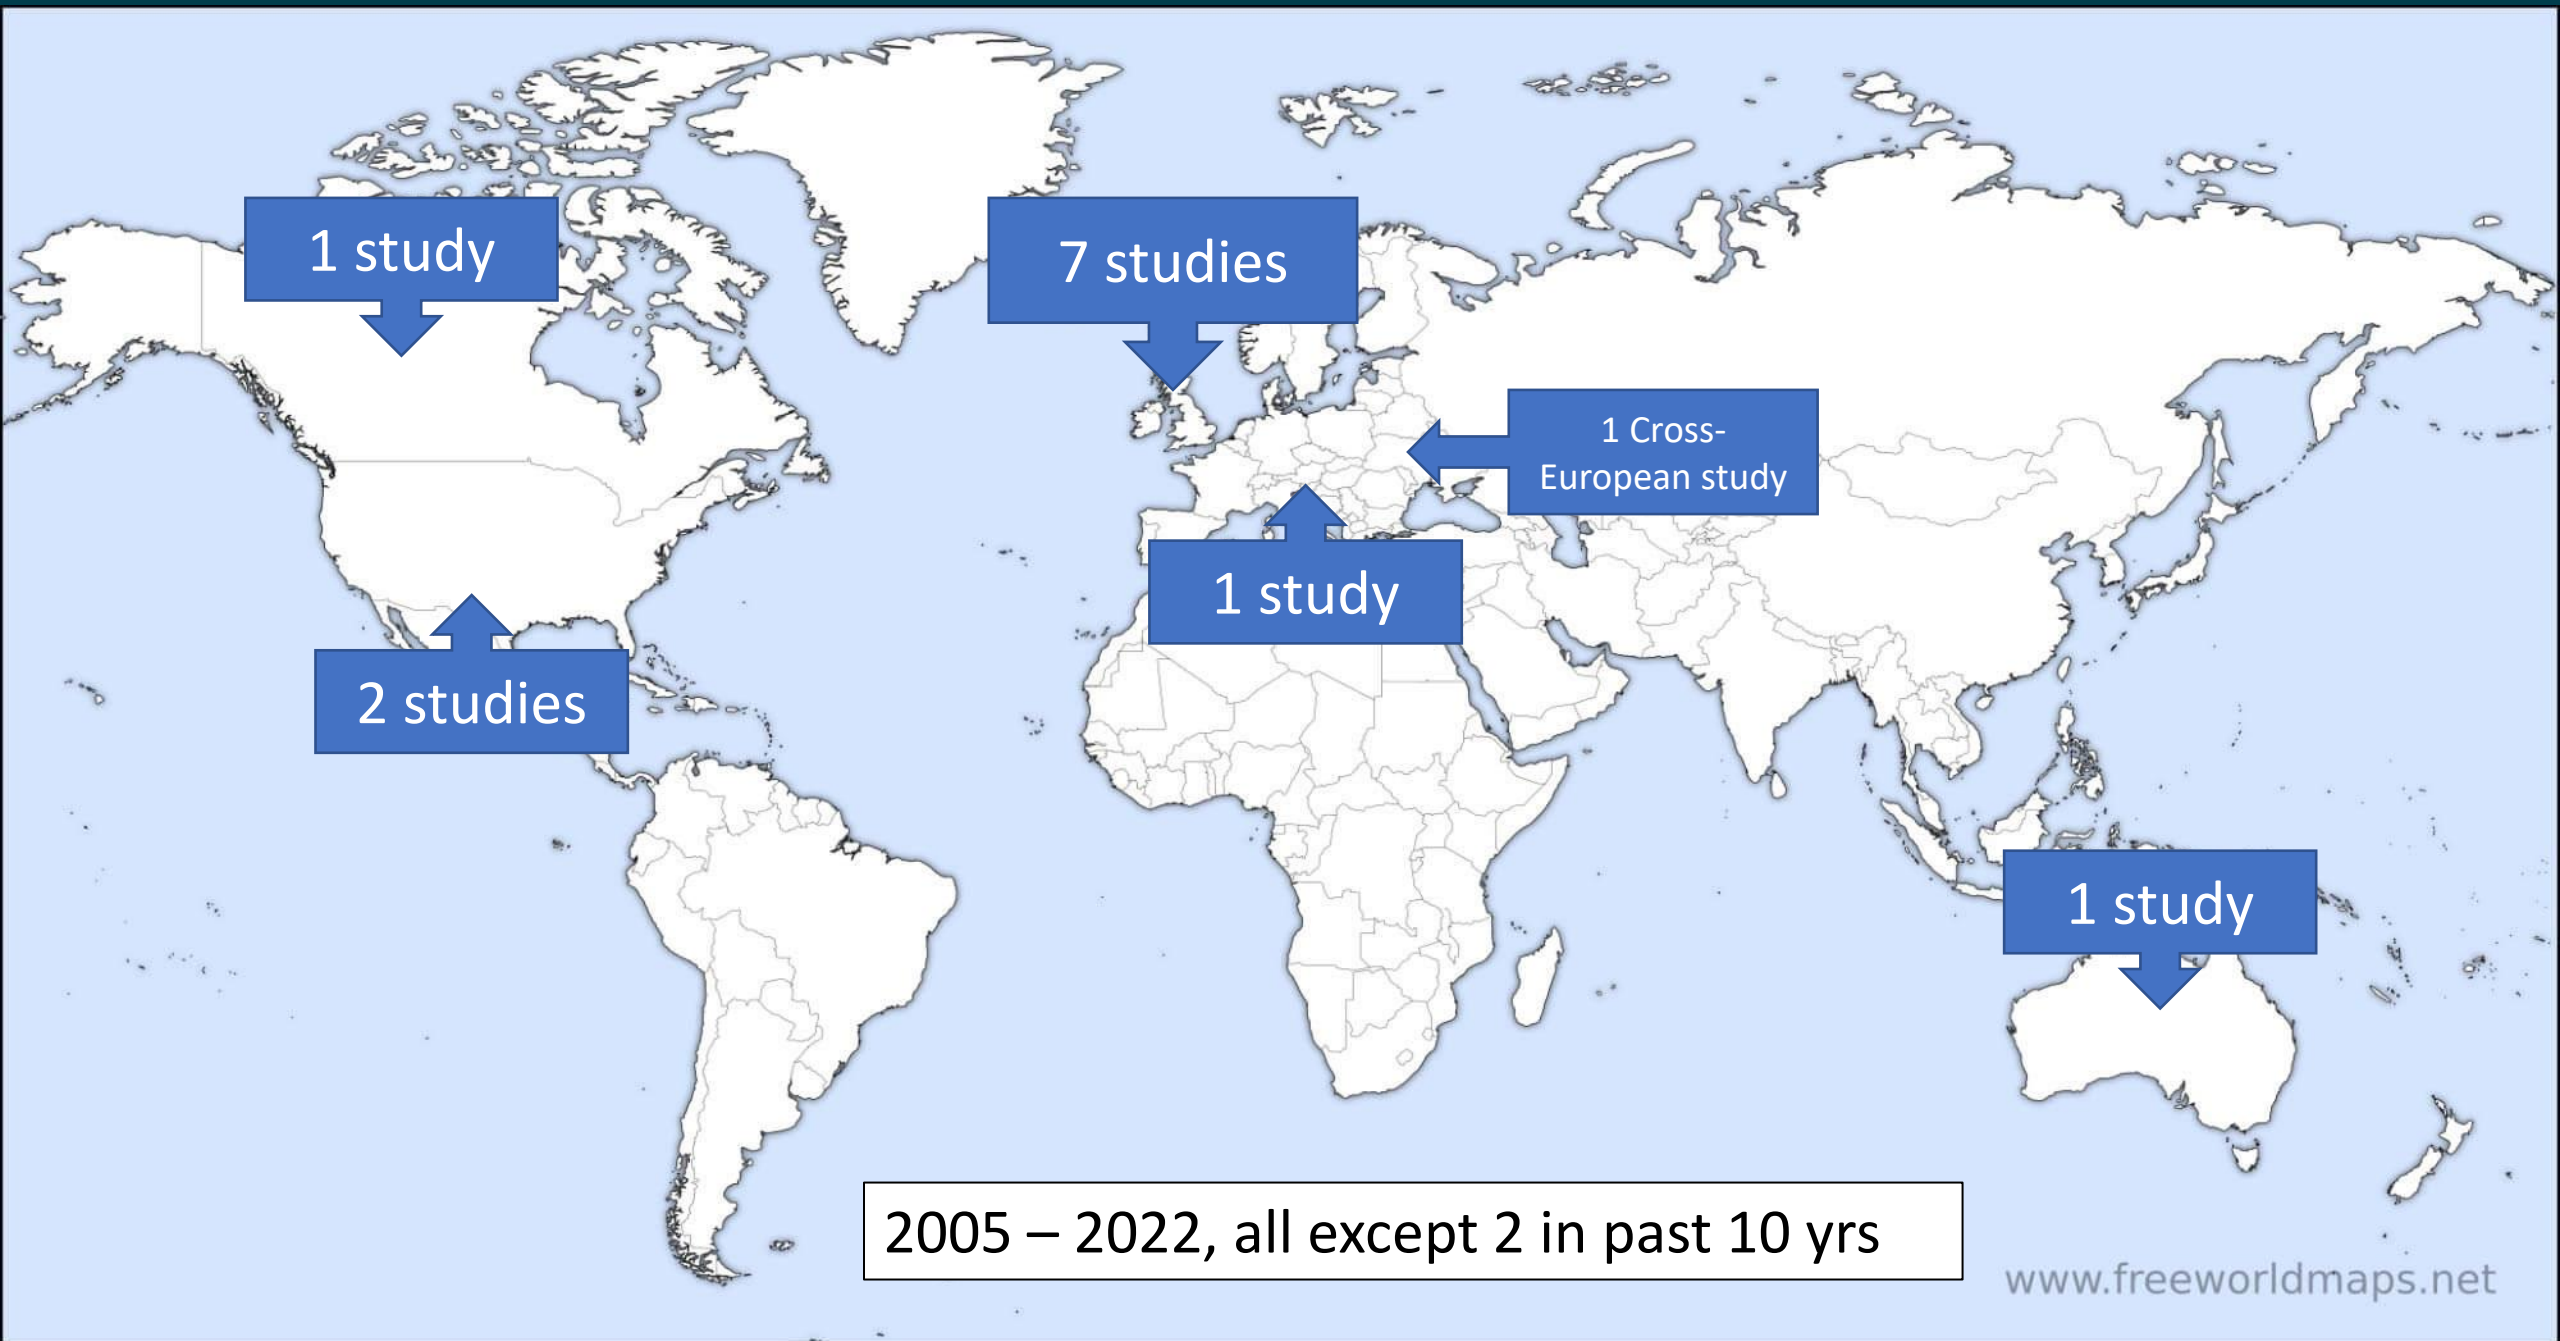 1 study
7 studies
1 Cross-
European study
1 study
2 studies
1 study
2005 – 2022, all except 2 in past 10 yrs
www.freeworldmaps.net